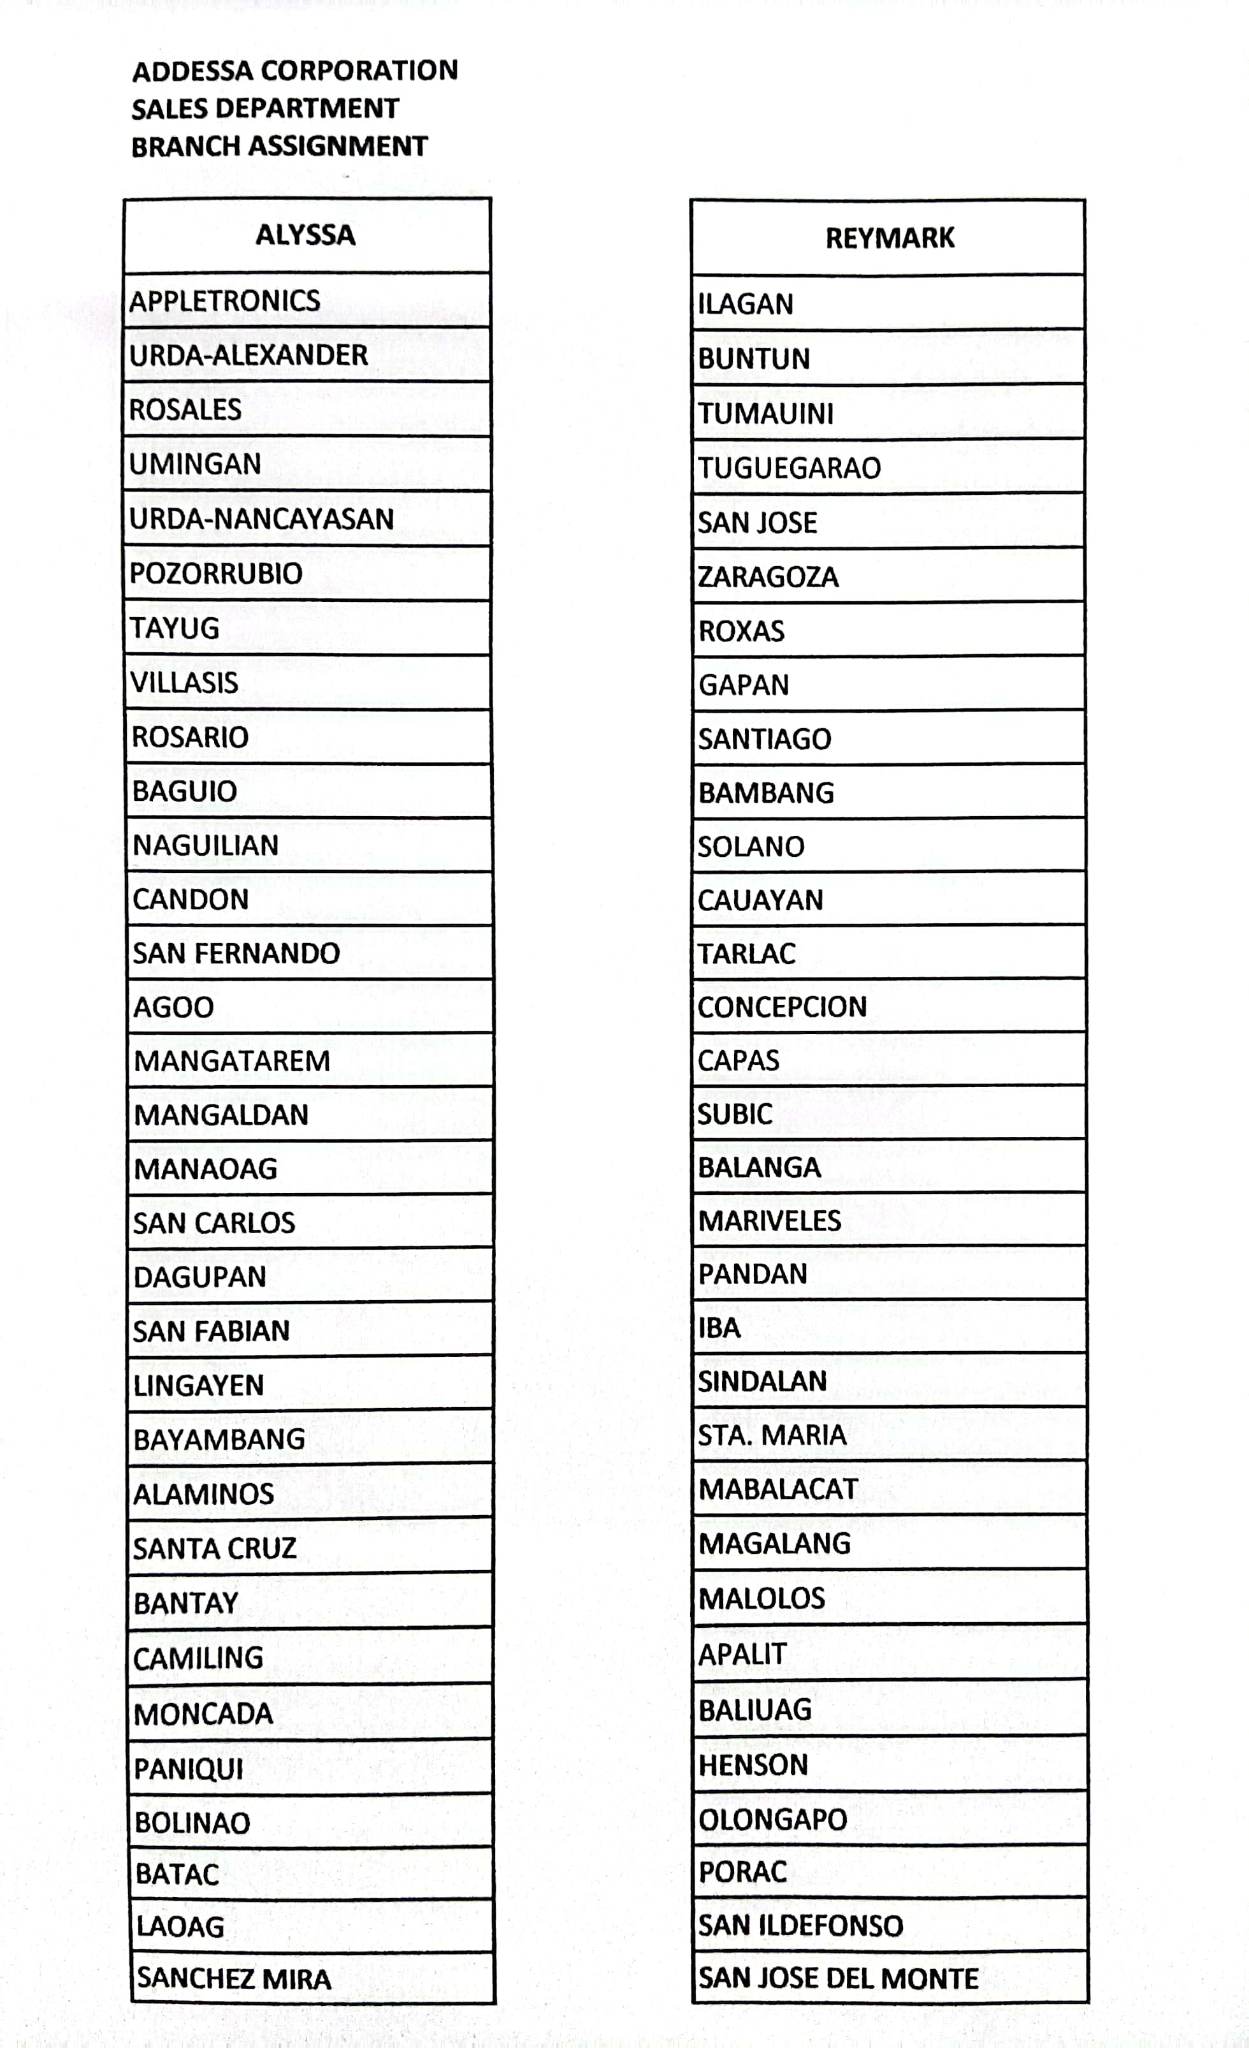 ADDESSA CORPORATION
SALES DEPARTMENT
BRANCH ASSIGNMENT
ALYSSA
APPLETRONICS
URDA-ALEXANDER
ROSALES
UMINGAN
URDA-NANCAYASAN
POZORRUBIO
TAYUG
VILLASIS
ROSARIO
BAGUIO
NAGUILIAN
CANDON
SAN FERNANDO
AGOO
MANGATAREM
MANGALDAN
MANAOAG
SAN CARLOS
DAGUPAN
SAN FABIAN
LINGAYEN
BAYAMBANG
ALAMINOS
SANTA CRUZ
BANTAY
CAMILING
MONCADA
PANIQUI
BOLINAO
BATAC
LAOAG
SANCHEZ MIRA
REYMARK
ILAGAN
BUNTUN
TUMAUINI
TUGUEGARAO
SAN JOSE
ZARAGOZA
ROXAS
GAPAN
SANTIAGO
BAMBANG
SOLANO
CAUAYAN
TARLAC
CONCEPCION
CAPAS
SUBIC
BALANGA
MARIVELES
PANDAN
IBA
SINDALAN
STA. MARIA
MABALACAT
MAGALANG
MALOLOS
APALIT
BALIUAG
HENSON
OLONGAPO
PORAC
SAN ILDEFONSO
SAN JOSE DEL MONTE